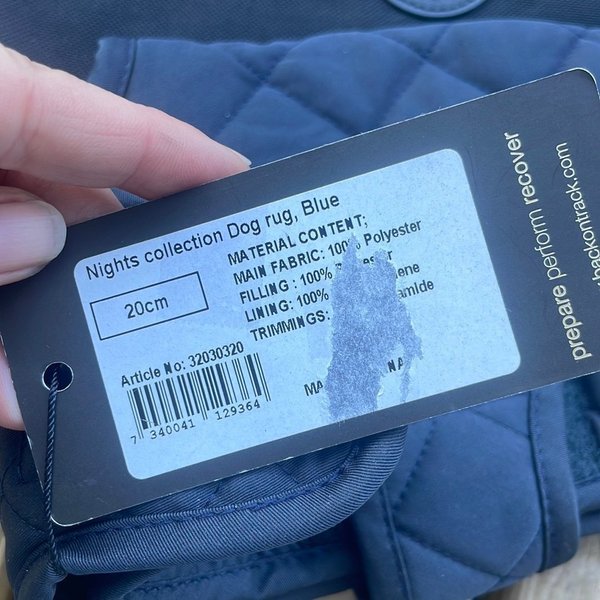 Nights collection Dog rug, Blue
20cm
MATERIAL CONTENT;
MAIN FABRIC: 100% Polyester
FILLING : 100%
LINING: 100%
TRIMMINGS:
Article No: 32030320
7 340041 129364
prepare perform recover
backontrack.com